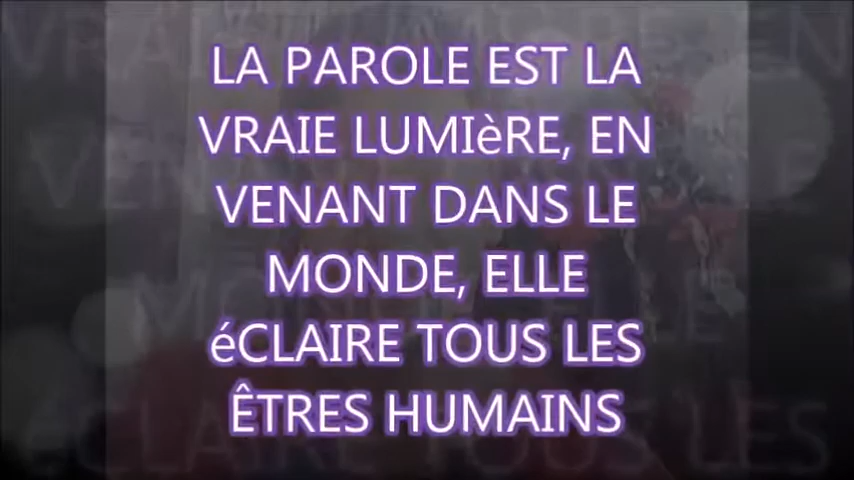 LA PAROLE EST LA
VRAIE LUMIèRE, EN
VENANT DANS LE
MONDE, ELLE
éCLAIRE TOUS LES
ÊTRES HUMAINS